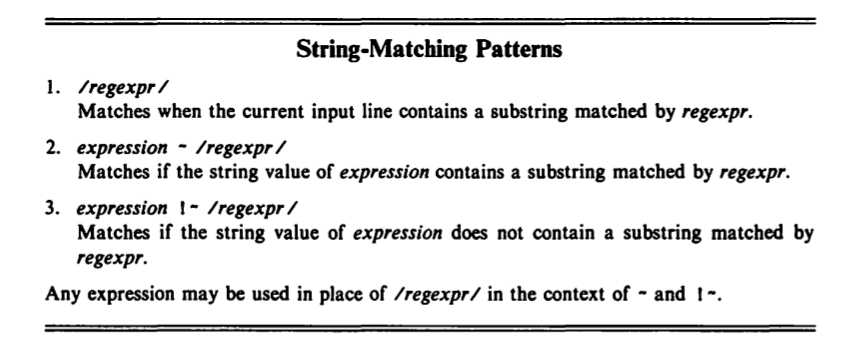 String-Matching Patterns
1. /regexpr/
Matches when the current input line contains a substring matched by regexpr.
2. expression ~ /regexpr/
Matches if the string value of expression contains a substring matched by regexpr.
3. expression !~ /regexpr/
Matches if the string value of expression does not contain a substring matched by
regexpr.
Any expression may be used in place of /regexpr/ in the context of ~ and !~.